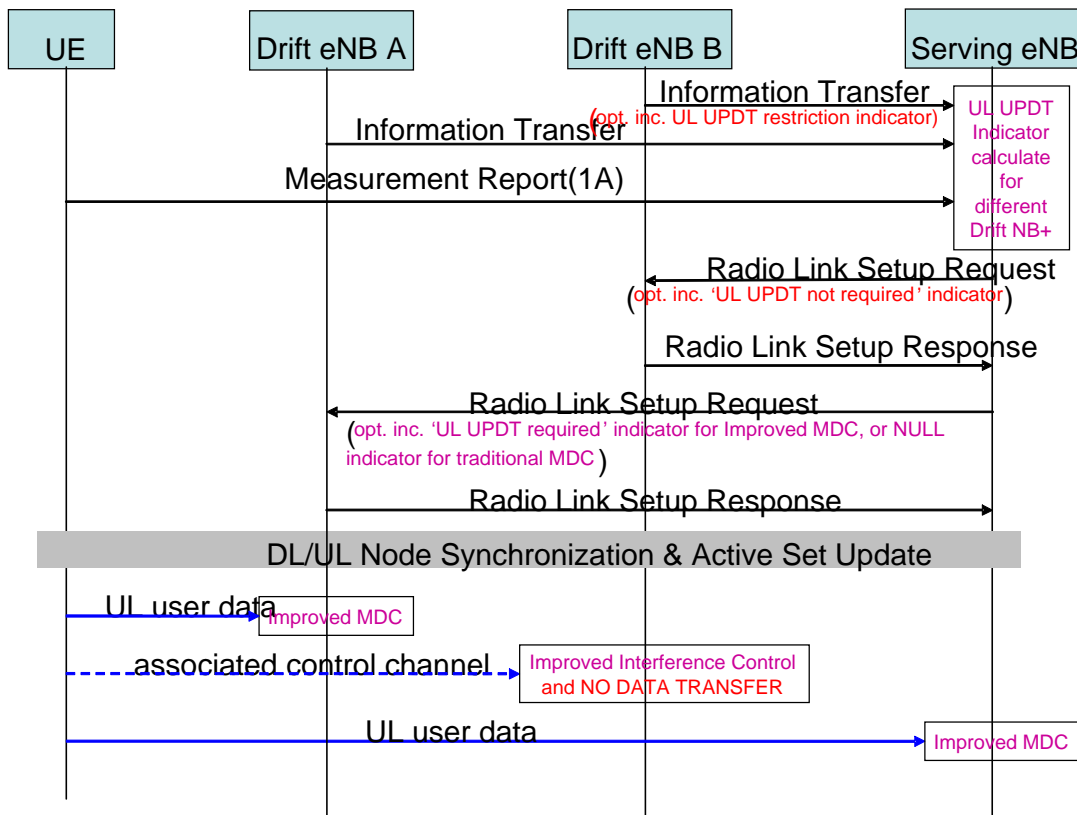 UE
Drift eNB A
Drift eNB B
Serving eNB
Information Transfer
(opt. inc. UL UPDT restriction indicator)
UL UPDT
Indicator
calculate
for
different
Drift NB+
Information Transfer
Measurement Report(1A)
Radio Link Setup Request
(opt. inc. ‘UL UPDT not required’ indicator)
Radio Link Setup Response
Radio Link Setup Request
(opt. inc. ‘UL UPDT required’ indicator for Improved MDC, or NULL
indicator for traditional MDC)
Radio Link Setup Response
DL/UL Node Synchronization & Active Set Update
UL user data
Improved MDC
associated control channel
Improved Interference Control
and NO DATA TRANSFER
UL user data
Improved MDC